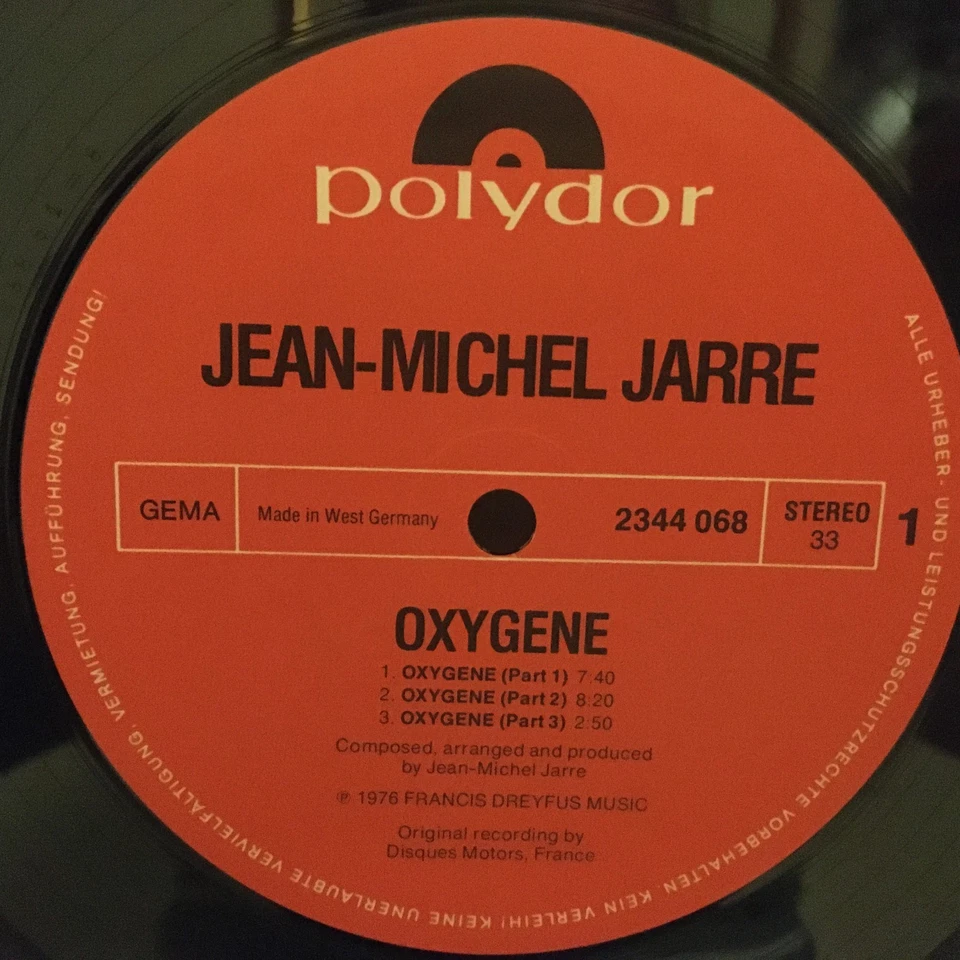 polydor
JEAN-MICHEL JARRE
GEMA
Made in West Germany
2344 068
STEREO
33
1
OXYGENE
1. OXYGENE (Part 1) 7:40
2. OXYGENE (Part 2) 8:20
3. OXYGENE (Part 3) 2:50
Composed, arranged and produced
by Jean-Michel Jarre
℗ 1976 FRANCIS DREYFUS MUSIC
Original recording by
Disques Motors, France
ALLE URHEBER- UND LEISTUNGSSCHUTZRECHTE VORBEHALTEN KEIN VERLEIH! KEINE UNERLAUBTE VERVIELFÄLTIGUNG, VERMIETUNG, AUFFÜHRUNG, SENDUNG!